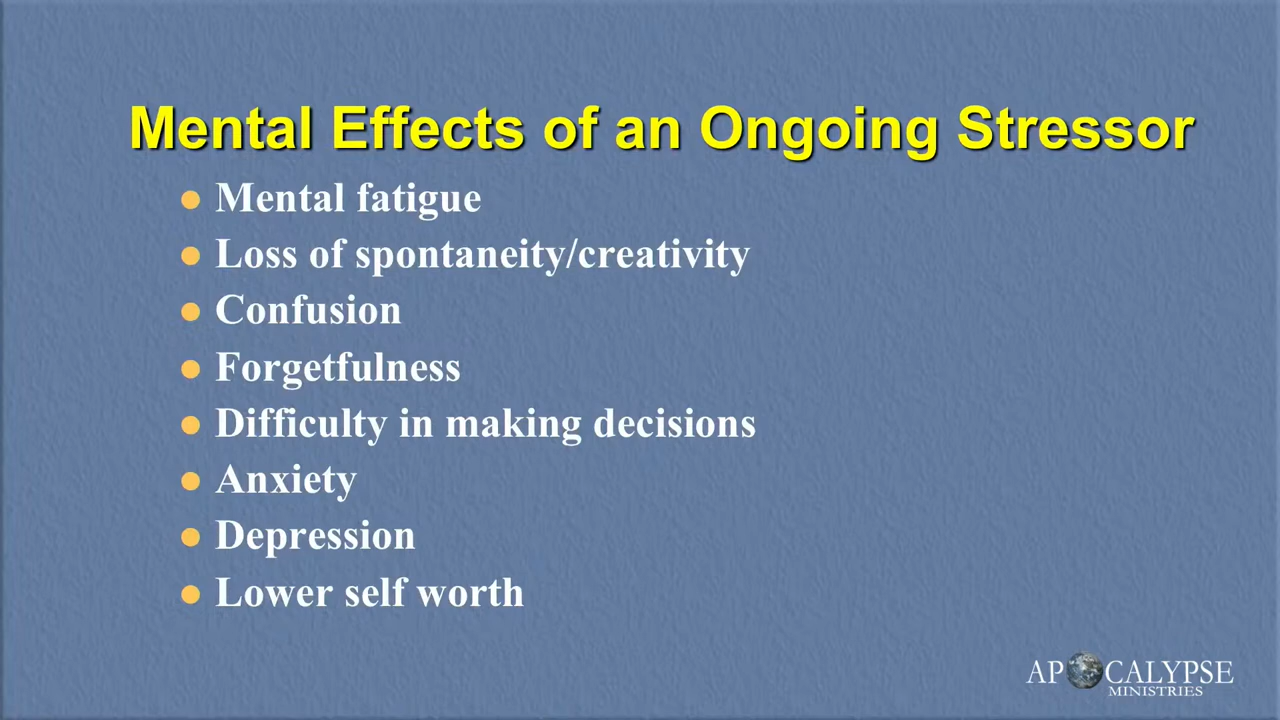 Mental Effects of an Ongoing Stressor
Mental fatigue
Loss of spontaneity/creativity
Confusion
Forgetfulness
Difficulty in making decisions
Anxiety
Depression
Lower self worth
APOCALYPSE
MINISTRIES